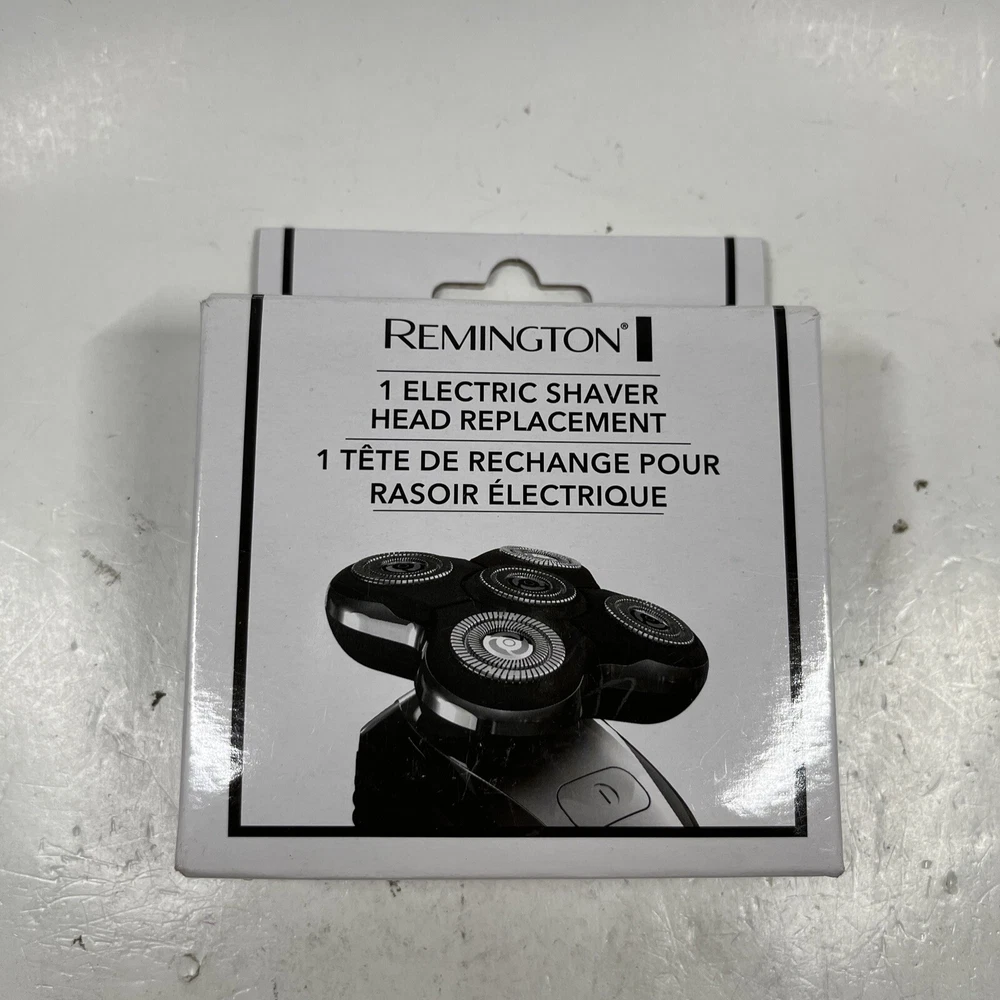 REMINGTON®
1 ELECTRIC SHAVER
HEAD REPLACEMENT
1 TÊTE DE RECHANGE POUR
RASOIR ÉLECTRIQUE